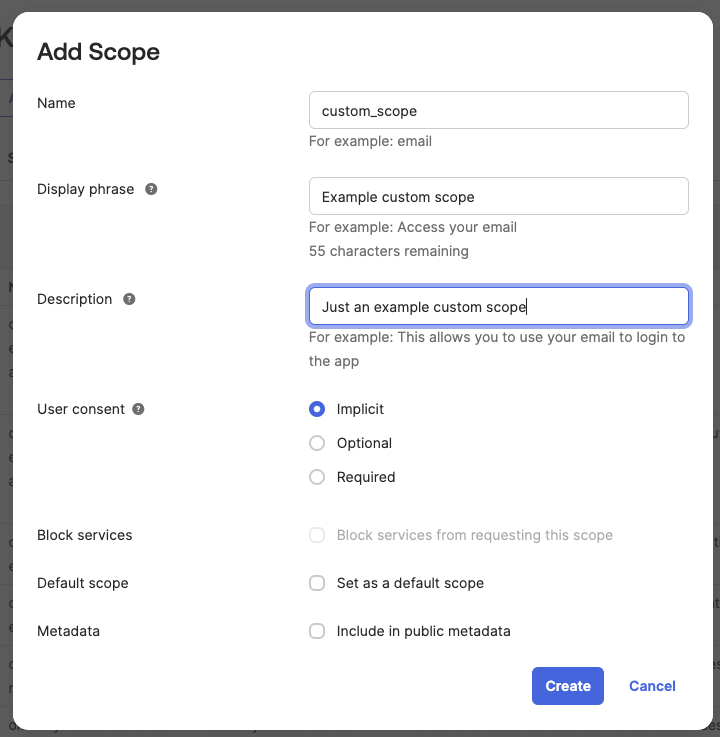 Add Scope
Name
custom_scope
For example: email
Display phrase ?
Example custom scope
For example: Access your email
55 characters remaining
Description ?
Just an example custom scope
For example: This allows you to use your email to login to
the app
User consent ?
Implicit
Optional
Required
Block services
Block services from requesting this scope
Default scope
Set as a default scope
Metadata
Include in public metadata
Create Cancel